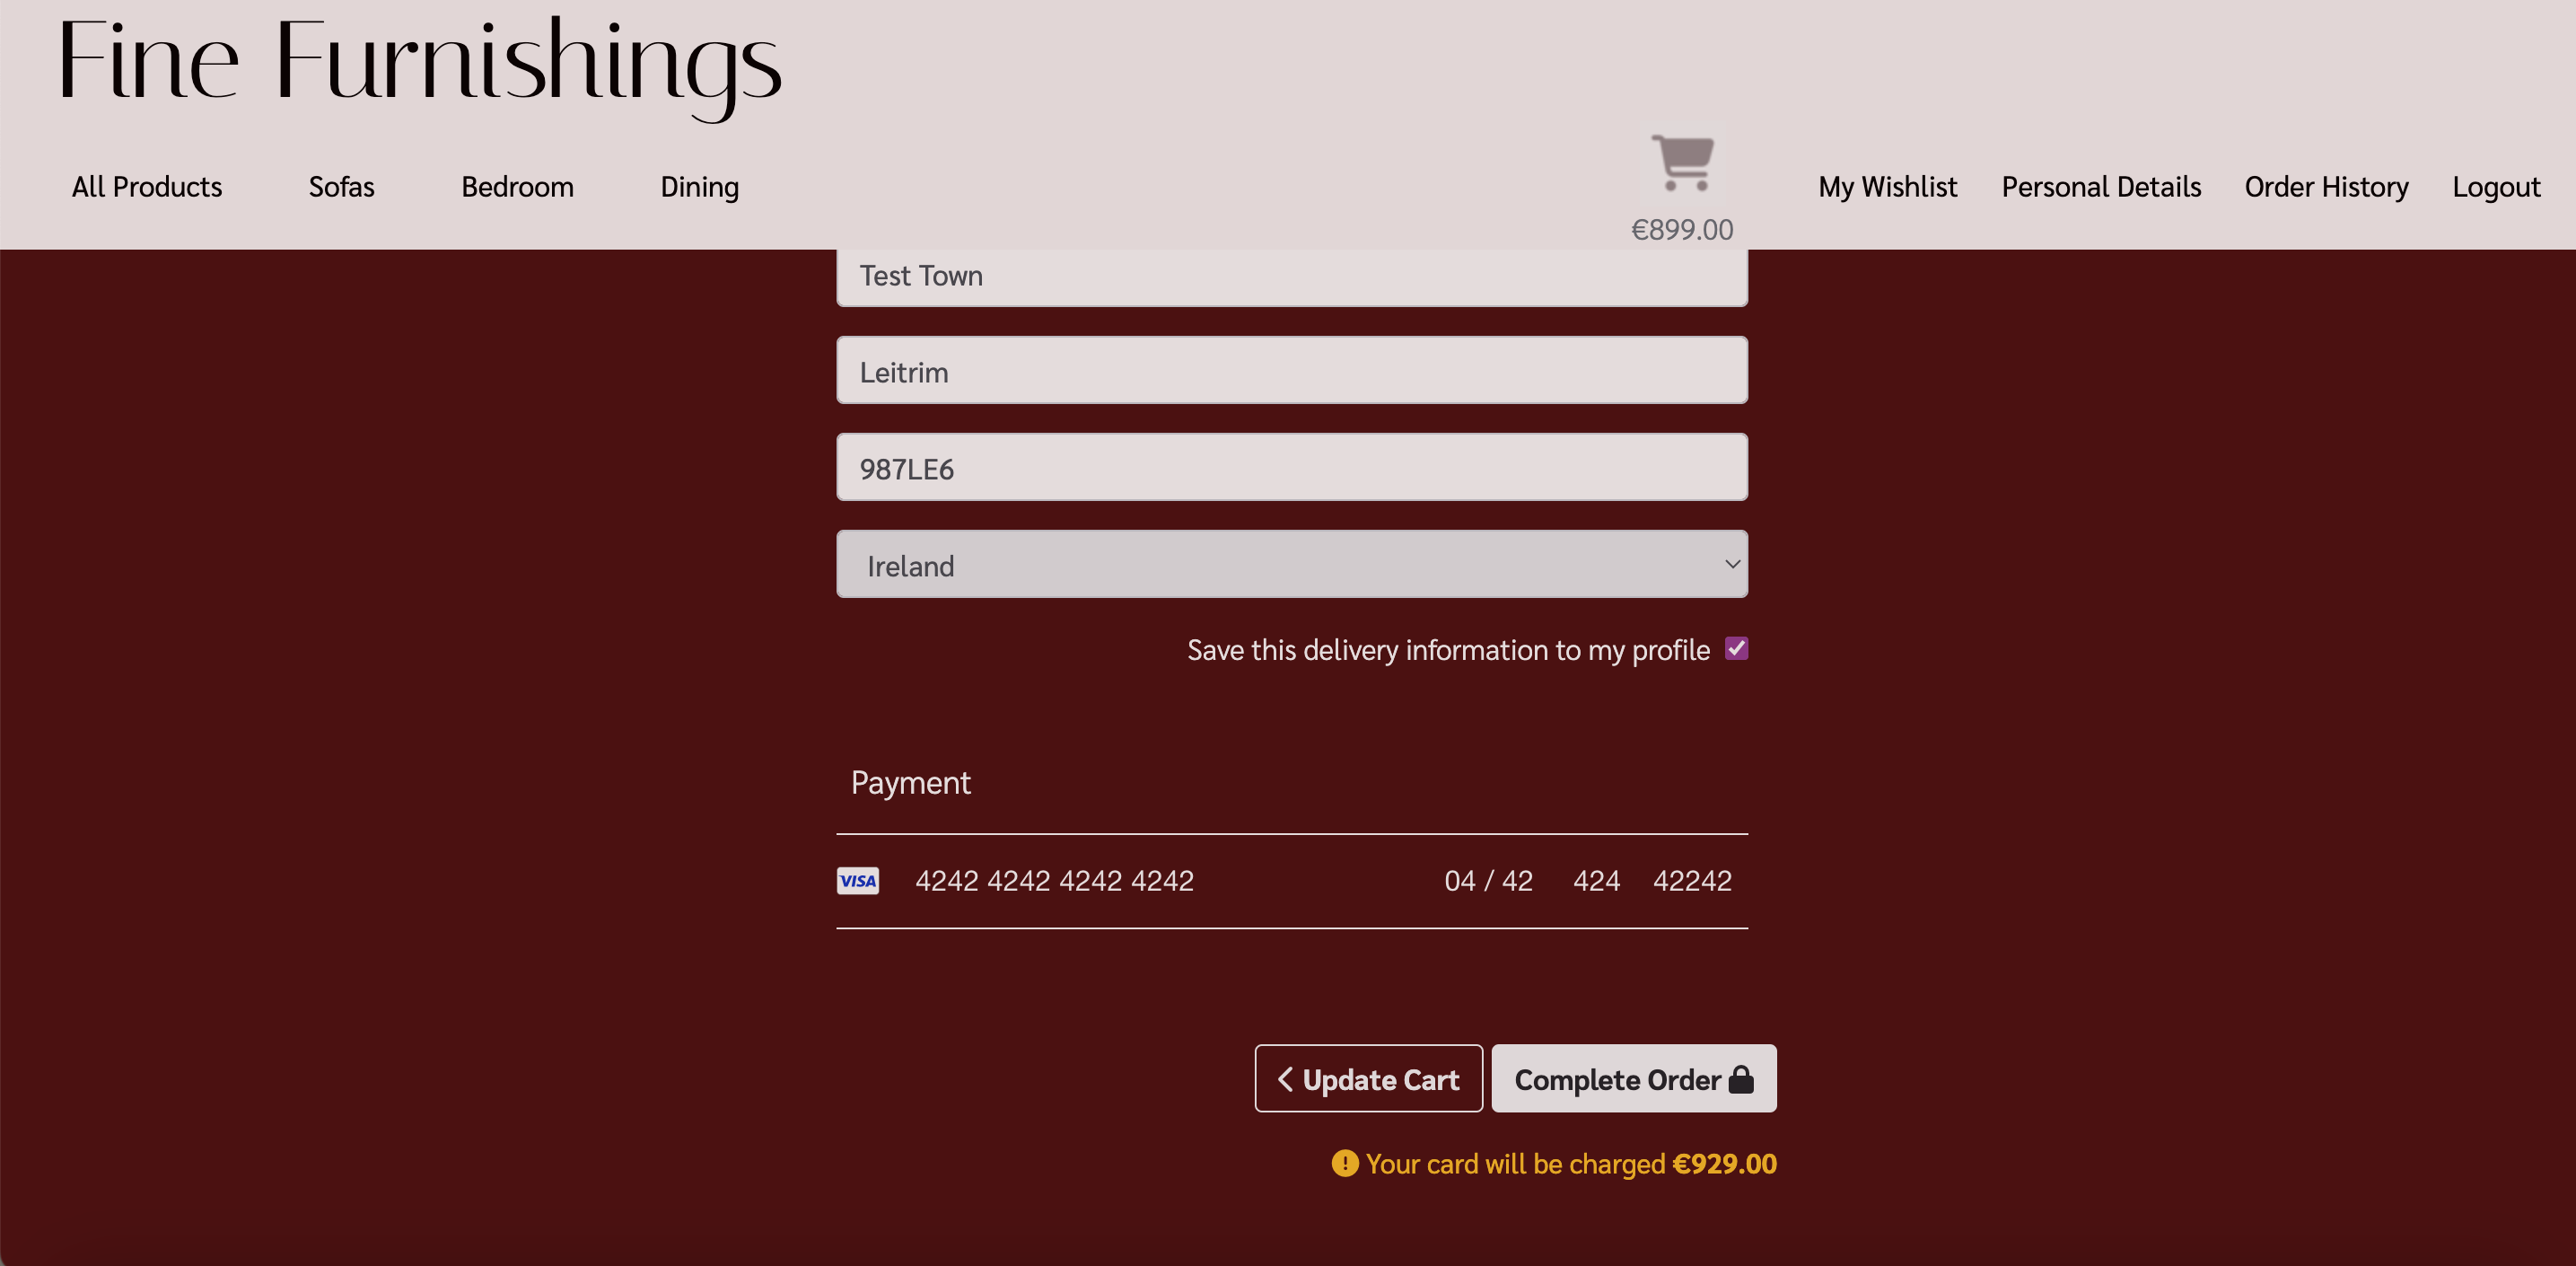 Fine Furnishings
All Products Sofas Bedroom Dining
€899.00
My Wishlist Personal Details Order History Logout
Test Town
Leitrim
987LE6
Ireland
Save this delivery information to my profile
Payment
VISA 4242 4242 4242 4242 04 / 42 424 42242
Update Cart Complete Order
Your card will be charged €929.00